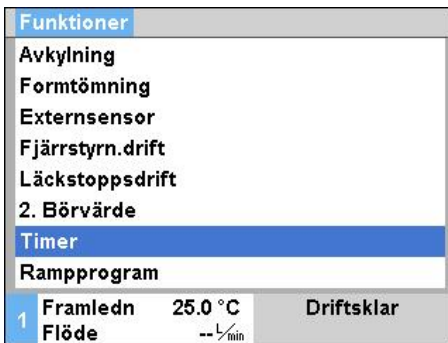 Funktioner
Avkylning
Formtömning
Externsensor
Fjärrstyrn.drift
Läckstoppsdrift
2. Börvärde
Timer
Rampprogram
1 Framledn 25.0 °C Driftsklar
Flöde -- L/min